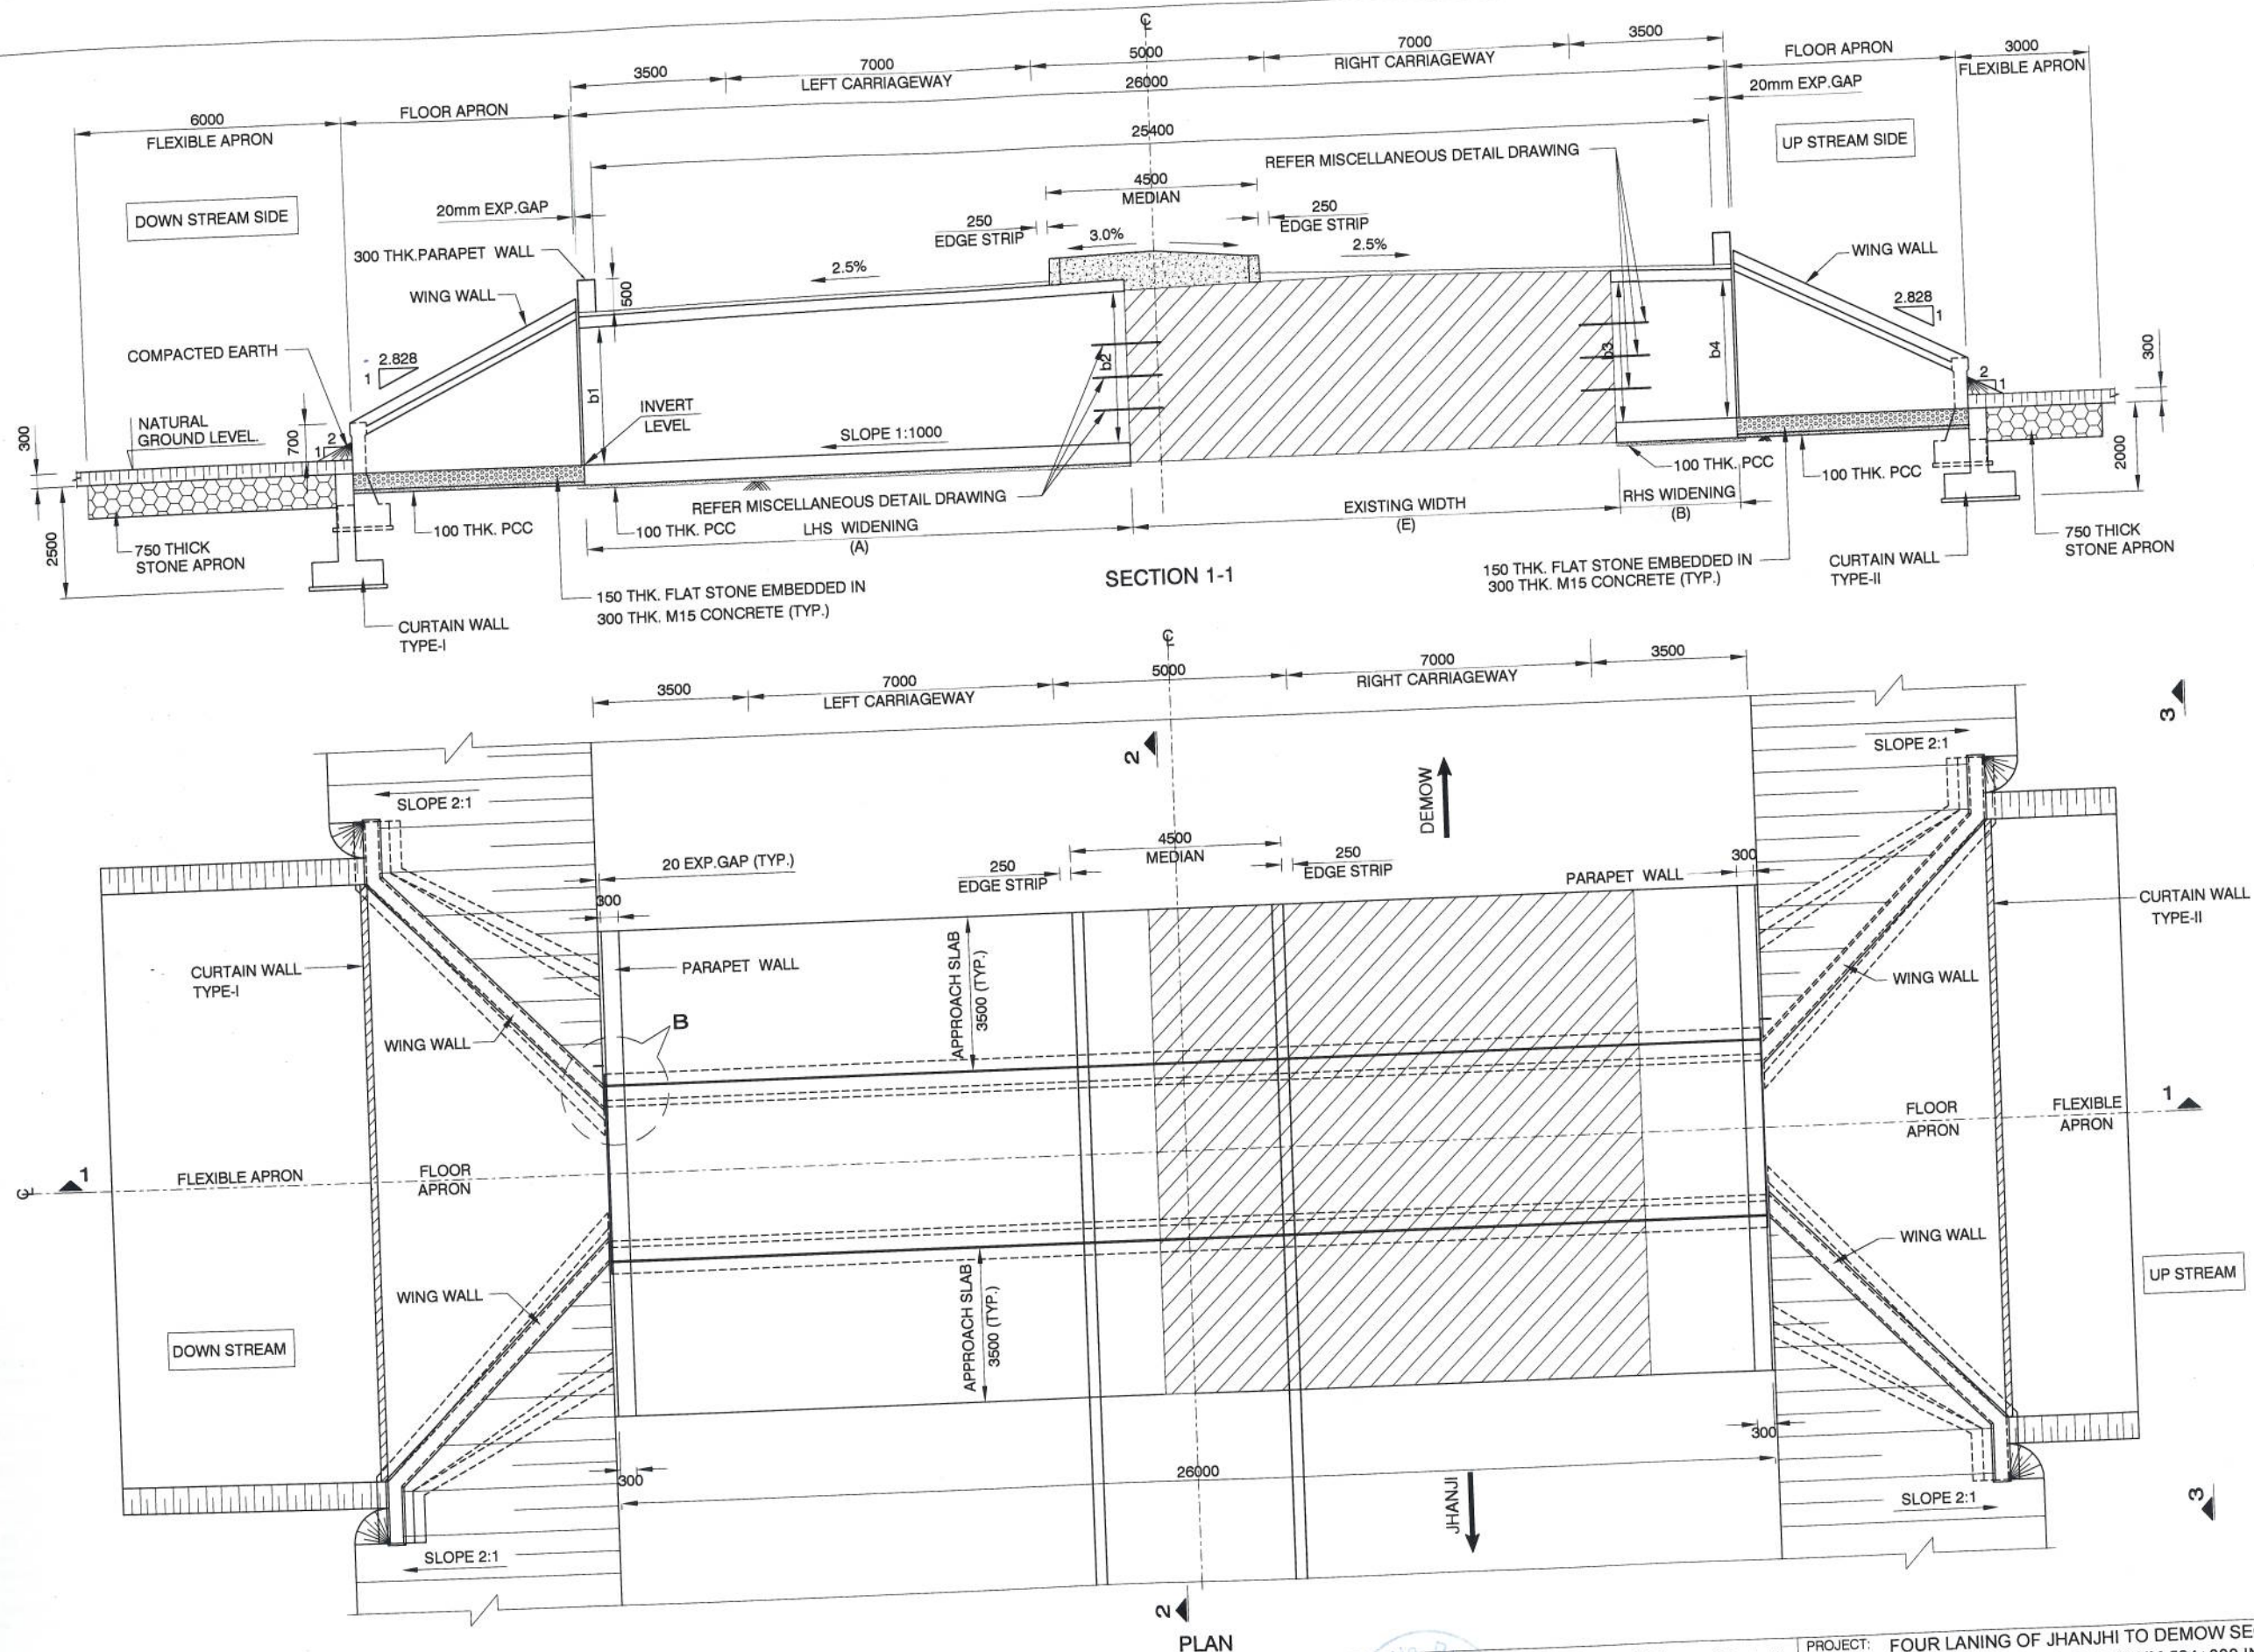 ℄
3500
7000
LEFT CARRIAGEWAY
5000
7000
RIGHT CARRIAGEWAY
3500
26000
FLOOR APRON
3000
FLEXIBLE APRON
20mm EXP.GAP
6000
FLEXIBLE APRON
FLOOR APRON
25400
REFER MISCELLANEOUS DETAIL DRAWING
UP STREAM SIDE
DOWN STREAM SIDE
20mm EXP.GAP
4500
MEDIAN
250
EDGE STRIP
250
EDGE STRIP
3.0%
2.5%
2.5%
300 THK.PARAPET WALL
WING WALL
500
WING WALL
2.828
1
COMPACTED EARTH
2.828
1
b1
b2
b3
b4
INVERT
LEVEL
SLOPE 1:1000
NATURAL
GROUND LEVEL.
700
2
1
300
2500
2
1
300
2000
100 THK. PCC
100 THK. PCC
REFER MISCELLANEOUS DETAIL DRAWING
LHS WIDENING
(A)
EXISTING WIDTH
(E)
100 THK. PCC
RHS WIDENING
(B)
100 THK. PCC
750 THICK
STONE APRON
750 THICK
STONE APRON
150 THK. FLAT STONE EMBEDDED IN
300 THK. M15 CONCRETE (TYP.)
SECTION 1-1
150 THK. FLAT STONE EMBEDDED IN
300 THK. M15 CONCRETE (TYP.)
CURTAIN WALL
TYPE-II
CURTAIN WALL
TYPE-I
℄
3500
7000
LEFT CARRIAGEWAY
5000
7000
RIGHT CARRIAGEWAY
3500
3
2
SLOPE 2:1
SLOPE 2:1
DEMOW
20 EXP.GAP (TYP.)
4500
MEDIAN
250
EDGE STRIP
250
EDGE STRIP
300
PARAPET WALL
300
CURTAIN WALL
TYPE-II
CURTAIN WALL
TYPE-I
PARAPET WALL
APPROACH SLAB
3500 (TYP.)
WING WALL
WING WALL
B
FLOOR
APRON
FLEXIBLE
APRON
1
℄
1
FLEXIBLE APRON
FLOOR
APRON
WING WALL
WING WALL
APPROACH SLAB
3500 (TYP.)
UP STREAM
DOWN STREAM
300
300
26000
JHANJI
SLOPE 2:1
SLOPE 2:1
3
2
PLAN
PROJECT: FOUR LANING OF JHANJHI TO DEMOW